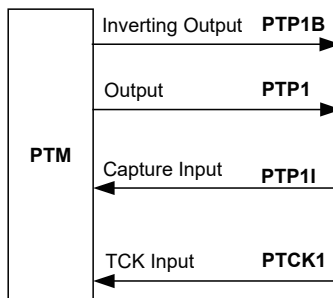 Inverting Output PTP1B
Output PTP1
PTM
Capture Input PTP1I
TCK Input PTCK1